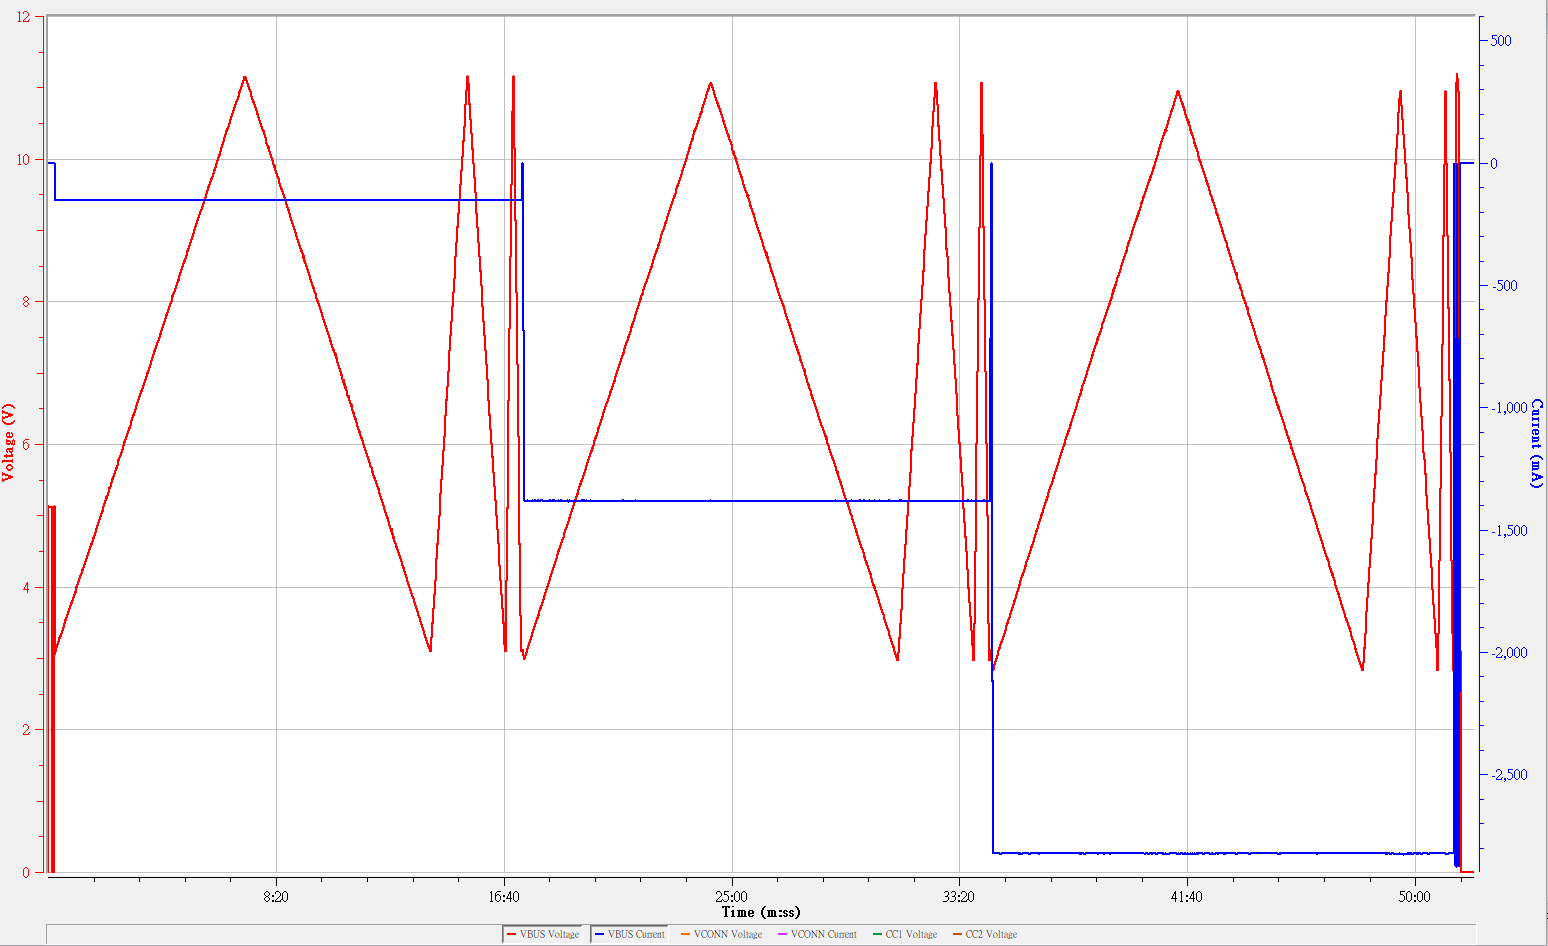 12
10
8
6
4
2
0
Voltage (V)
500
0
-500
-1,000
-1,500
-2,000
-2,500
Current (mA)
8:20 16:40 25:00 33:20 41:40 50:00
Time (m:ss)
VBUS Voltage VBUS Current VCONN Voltage VCONN Current CC1 Voltage CC2 Voltage